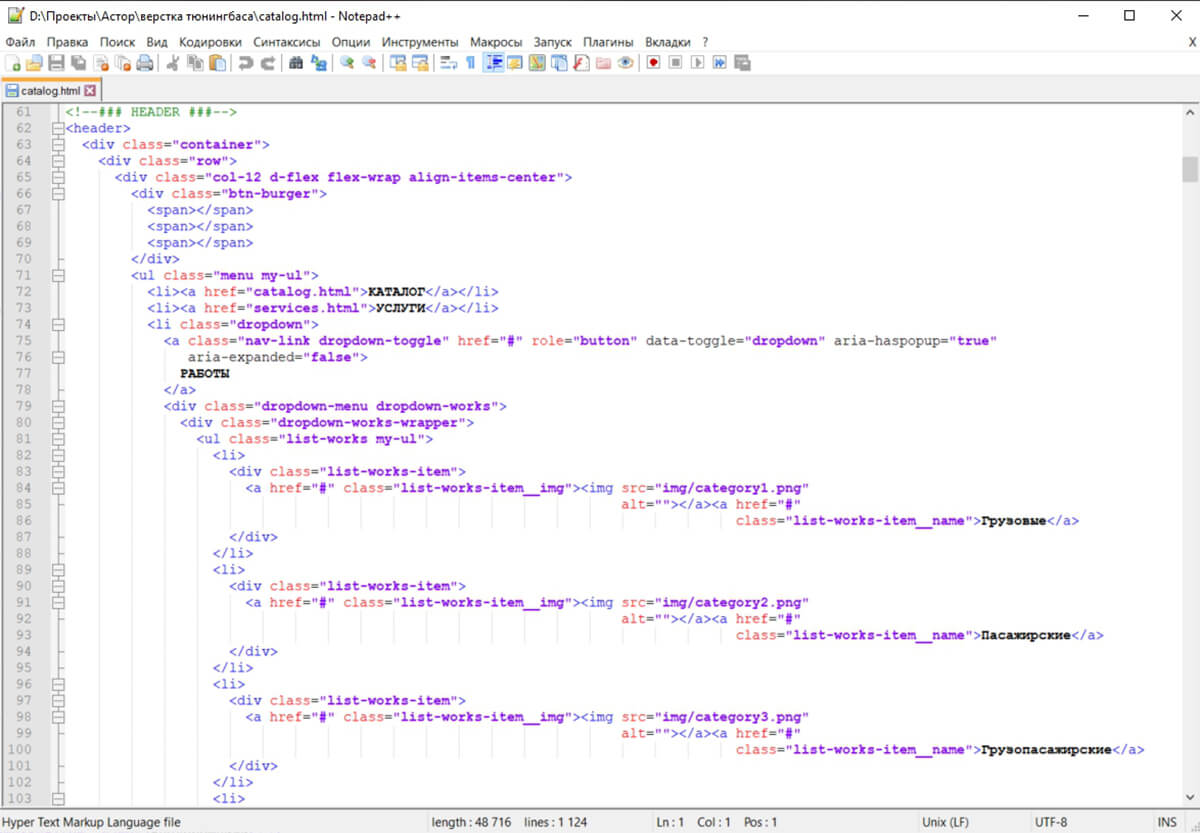 D:\Проекты\Астор\верстка тюнингбаса\catalog.html - Notepad++
Файл Правка Поиск Вид Кодировки Синтаксисы Опции Инструменты Макросы Запуск Плагины Вкладки ? X
catalog.html
61 <!--### HEADER ###-->
62 <header>
63 <div class="container">
64 <div class="row">
65 <div class="col-12 d-flex flex-wrap align-items-center">
66 <div class="btn-burger">
67 <span></span>
68 <span></span>
69 <span></span>
70 </div>
71 <ul class="menu my-ul">
72 <li><a href="catalog.html">КАТАЛОГ</a></li>
73 <li><a href="services.html">УСЛУГИ</a></li>
74 <li class="dropdown">
75 <a class="nav-link dropdown-toggle" href="#" role="button" data-toggle="dropdown" aria-haspopup="true"
76 aria-expanded="false">
77 РАБОТЫ
78 </a>
79 <div class="dropdown-menu dropdown-works">
80 <div class="dropdown-works-wrapper">
81 <ul class="list-works my-ul">
82 <li>
83 <div class="list-works-item">
84 <a href="#" class="list-works-item__img"><img src="img/category1.png"
85 alt=""></a><a href="#"
86 class="list-works-item__name">Грузовые</a>
87 </div>
88 </li>
89 <li>
90 <div class="list-works-item">
91 <a href="#" class="list-works-item__img"><img src="img/category2.png"
92 alt=""></a><a href="#"
93 class="list-works-item__name">Пасажирские</a>
94 </div>
95 </li>
96 <li>
97 <div class="list-works-item">
98 <a href="#" class="list-works-item__img"><img src="img/category3.png"
99 alt=""></a><a href="#"
100 class="list-works-item__name">Грузопасажирские</a>
101 </div>
102 </li>
103 <li>
Hyper Text Markup Language file length : 48 716 lines : 1 124 Ln : 1 Col : 1 Pos : 1 Unix (LF) UTF-8 INS